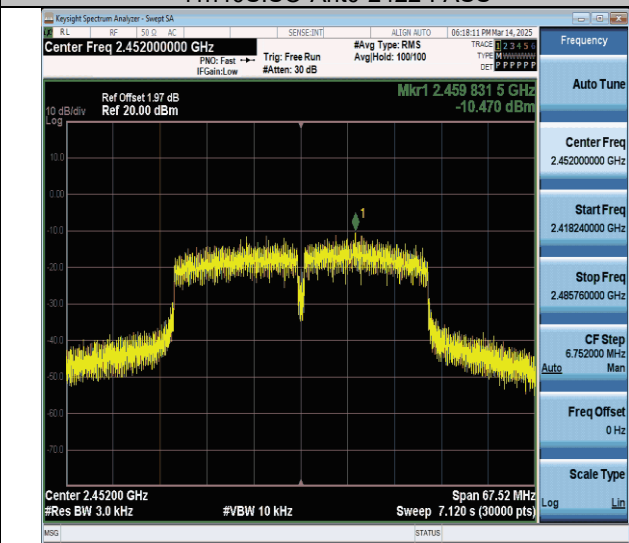 Keysight Spectrum Analyzer - Swept SA
RL RF 50 Ω AC SENSE:INT ALIGN AUTO 06:18:11 PM Mar 14, 2025
Center Freq 2.452000000 GHz
PNO: Fast
IFGain:Low
Trig: Free Run
#Atten: 30 dB
#Avg Type: RMS
Avg|Hold: 100/100
TRACE 1 2 3 4 5 6
TYPE M W W W W W
DET P P P P P P
Frequency
Ref Offset 1.97 dB
10 dB/div Ref 20.00 dBm
Log
Mkr1 2.459 831 5 GHz
-10.470 dBm
10.0
0.00
-10.0
-20.0
-30.0
-40.0
-50.0
-60.0
-70.0
1
Auto Tune
Center Freq
2.452000000 GHz
Start Freq
2.418240000 GHz
Stop Freq
2.485760000 GHz
CF Step
6.752000 MHz
Auto Man
Freq Offset
0 Hz
Scale Type
Log Lin
Center 2.45200 GHz Span 67.52 MHz
#Res BW 3.0 kHz #VBW 10 kHz Sweep 7.120 s (30000 pts)
MSG STATUS